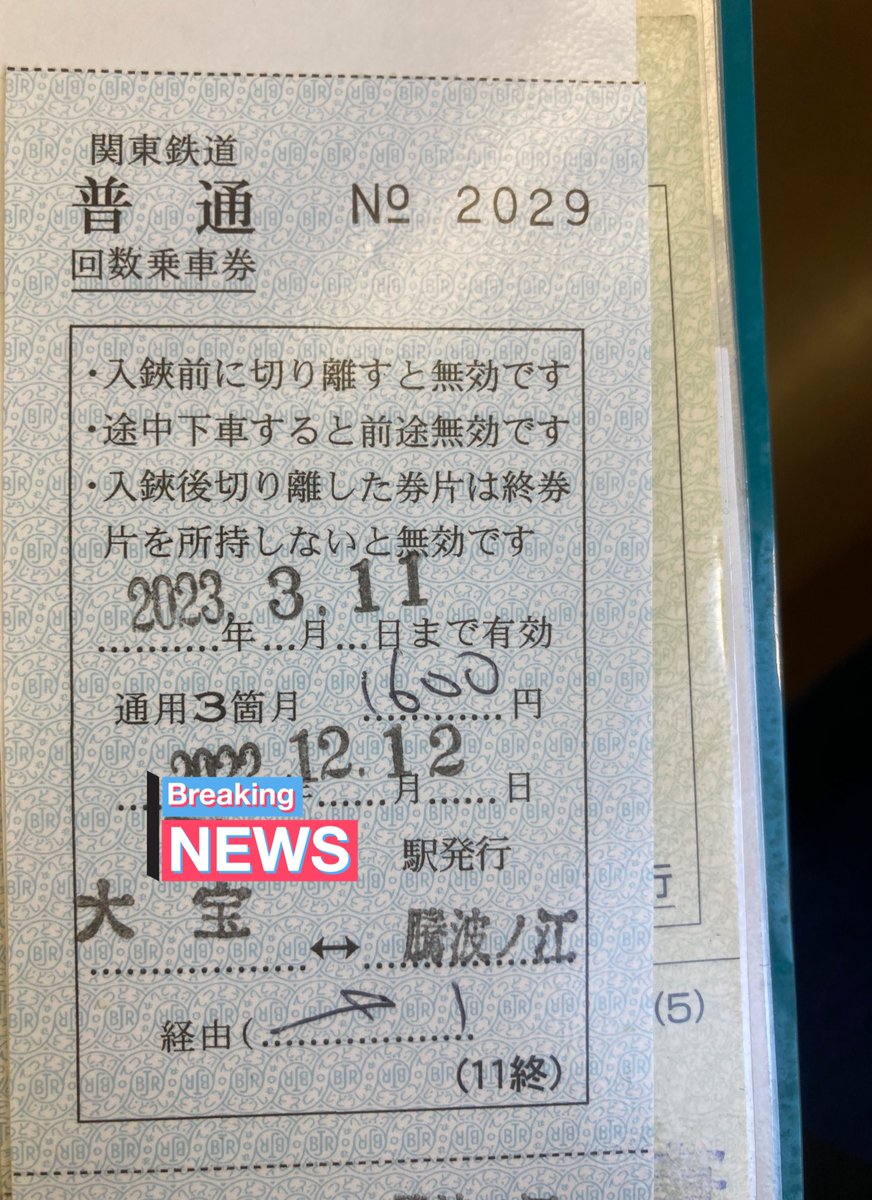 関東鉄道
普通 № 2029
回数乗車券
・入鋏前に切り離すと無効です
・途中下車すると前途無効です
・入鋏後切り離した券片は終券
片を所持しないと無効です
2023. 3. 11
年 月 日まで有効
通用3箇月 1600 円
2022. 12. 12
年 月 日
Breaking
NEWS
駅発行
大宝 ↔ 騰波ノ江
経由(
(11終)
行
(5)